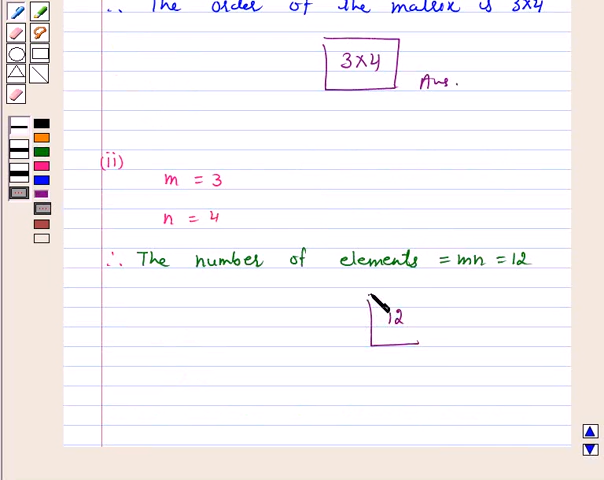 ∴ The order of the matrix is 3×4
3×4
Ans.
(ii)
m = 3
n = 4
∴ The number of elements = mn = 12
12